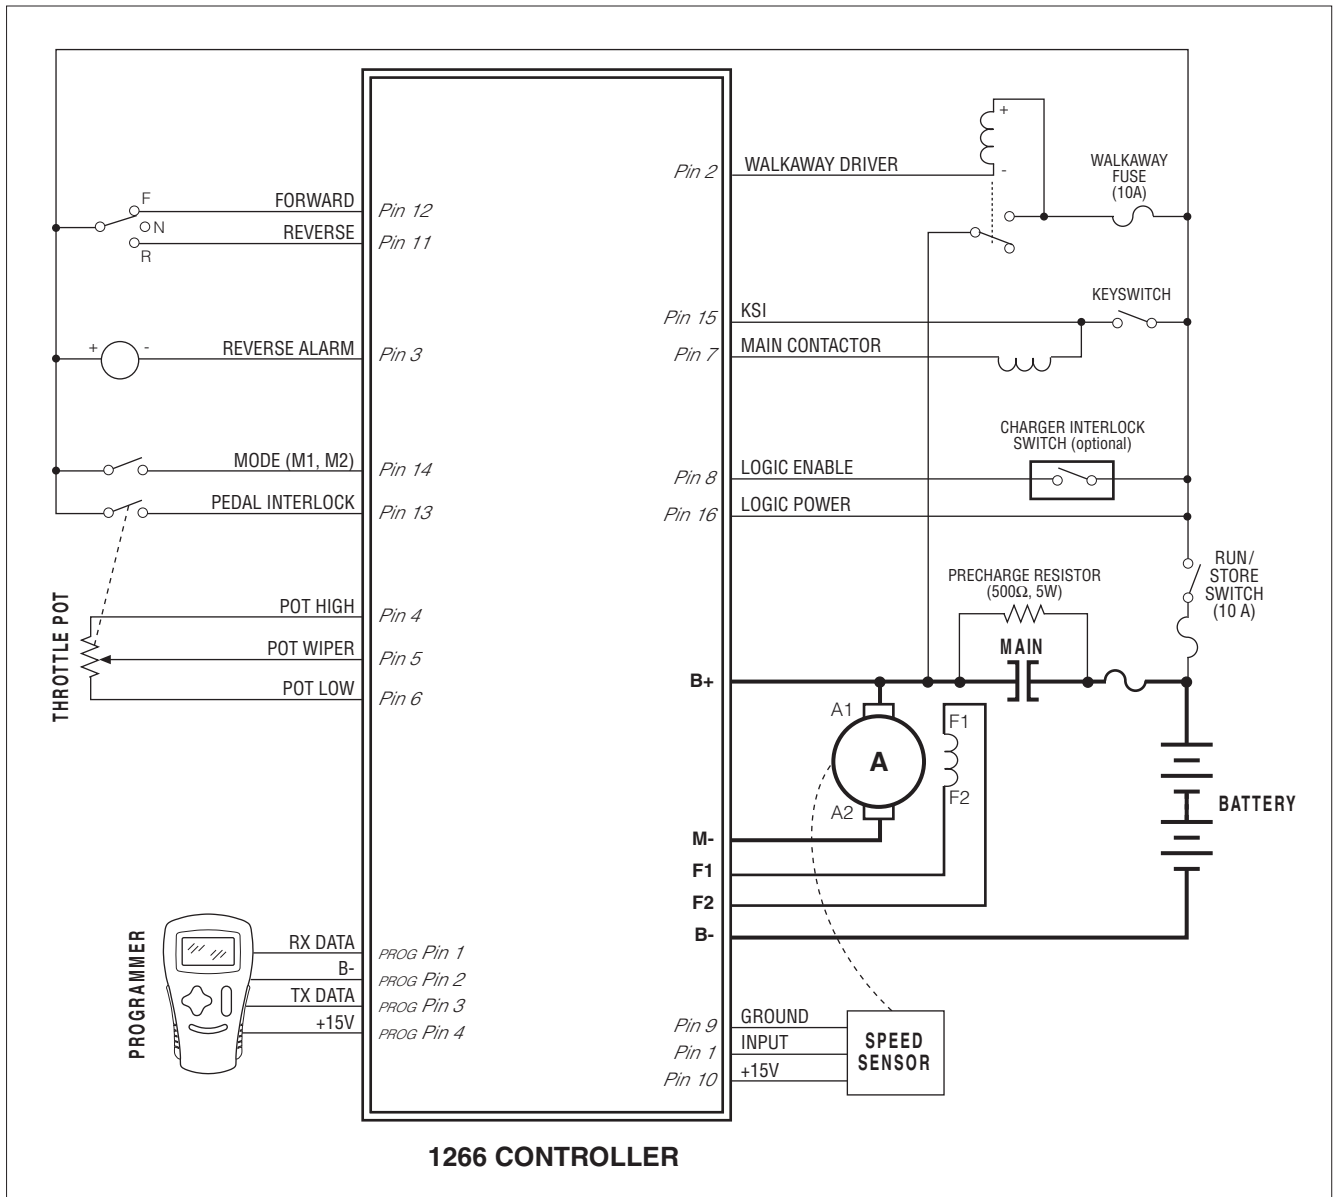 +
-
WALKAWAY
FUSE
(10A)
Pin 2
WALKAWAY DRIVER
F
FORWARD
Pin 12
N
REVERSE
Pin 11
R
KEYSWITCH
Pin 15
KSI
+
-
REVERSE ALARM
Pin 3
Pin 7
MAIN CONTACTOR
CHARGER INTERLOCK
SWITCH (optional)
MODE (M1, M2)
Pin 14
Pin 8
LOGIC ENABLE
PEDAL INTERLOCK
Pin 13
Pin 16
LOGIC POWER
RUN/
STORE
SWITCH
(10 A)
PRECHARGE RESISTOR
(500Ω, 5W)
THROTTLE POT
POT HIGH
Pin 4
POT WIPER
Pin 5
POT LOW
Pin 6
MAIN
B+
A1
F1
A
F2
A2
BATTERY
M-
F1
F2
B-
PROGRAMMER
RX DATA
PROG Pin 1
B-
PROG Pin 2
TX DATA
PROG Pin 3
+15V
PROG Pin 4
Pin 9
GROUND
Pin 1
INPUT
Pin 10
+15V
SPEED
SENSOR
1266 CONTROLLER